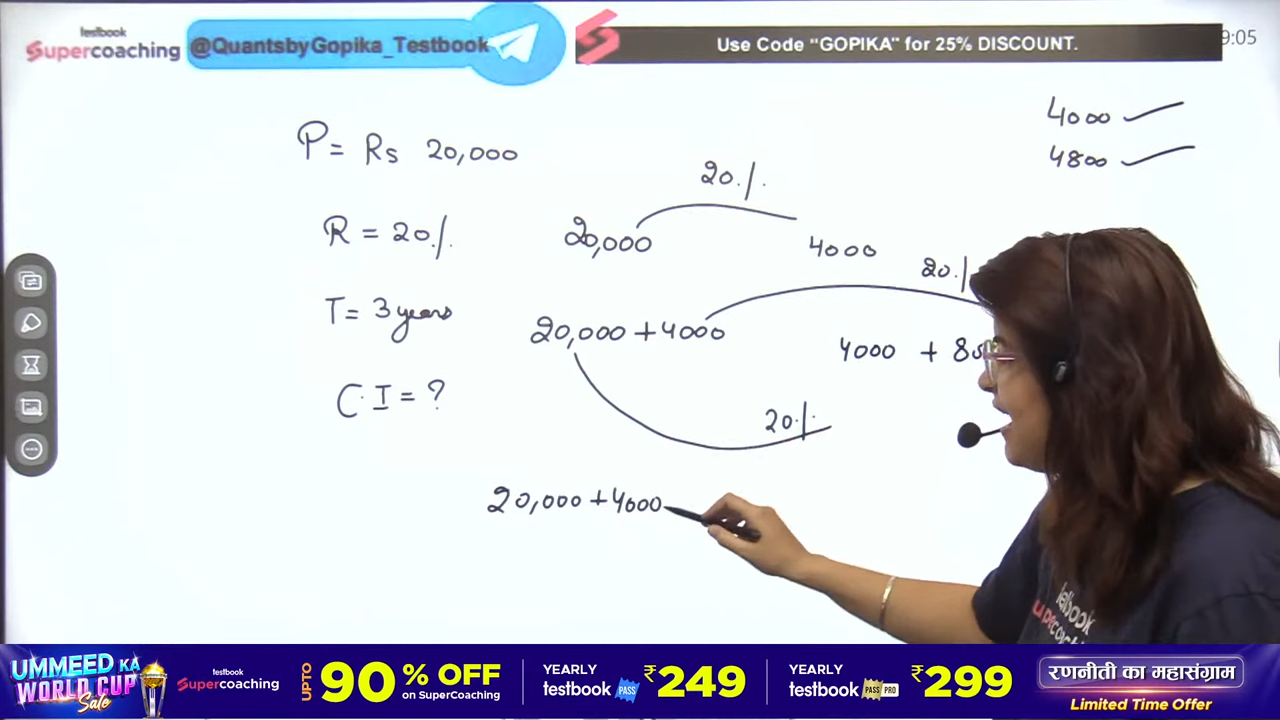 testbook
Supercoaching
@QuantsbyGopika_Testbook
Use Code "GOPIKA" for 25% DISCOUNT.
9:05
4000
4800
P = Rs 20,000
20%
R = 20%
20,000
4000
20%
T = 3 years
20,000 + 4000
4000 + 80
C.I = ?
20%
20,000 + 4000
testbook
UMMEED KA
WORLD CUP
Sale
testbook
Supercoaching
UPTO
90% OFF
on SuperCoaching
YEARLY
testbook PASS
₹249
YEARLY
testbook PASS PRO
₹299
रणनीती का महासंग्राम
Limited Time Offer